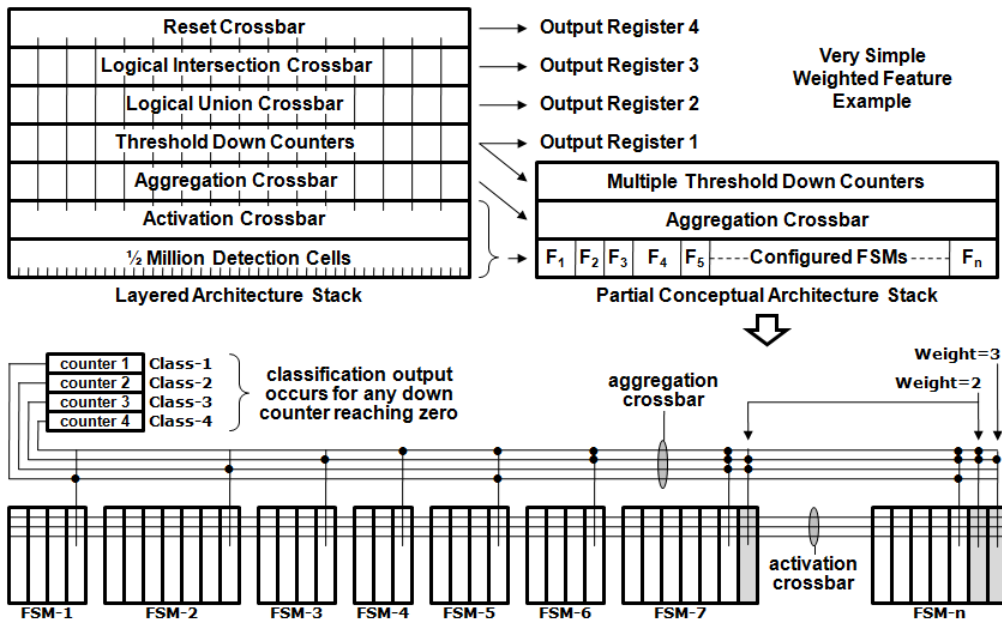 Reset Crossbar
Logical Intersection Crossbar
Logical Union Crossbar
Threshold Down Counters
Aggregation Crossbar
Activation Crossbar
½ Million Detection Cells
Layered Architecture Stack
Output Register 4
Output Register 3
Output Register 2
Output Register 1
Very Simple
Weighted Feature
Example
Multiple Threshold Down Counters
Aggregation Crossbar
F1 F2 F3 F4 F5 -----Configured FSMs----- Fn
Partial Conceptual Architecture Stack
counter 1 Class-1
counter 2 Class-2
counter 3 Class-3
counter 4 Class-4
classification output
occurs for any down
counter reaching zero
aggregation
crossbar
Weight=3
Weight=2
activation
crossbar
FSM-1 FSM-2 FSM-3 FSM-4 FSM-5 FSM-6 FSM-7 FSM-n